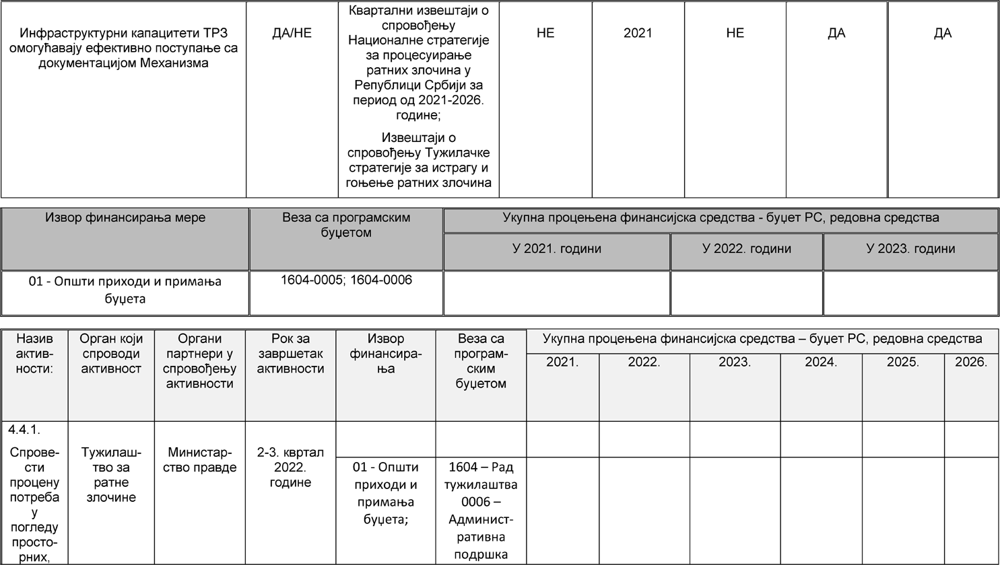 Инфраструктурни капацитети ТРЗ
омогућавају ефективно поступање са
документацијом Механизма
ДА/НЕ
Квартални извештаји о
спровођењу
Националне стратегије
за процесуирање
ратних злочина у
Републици Србији за
период од 2021-2026.
године;
Извештаји о
спровођењу Тужилачке
стратегије за истрагу и
гоњење ратних злочина
НЕ
2021
НЕ
ДА
ДА
Извор финансирања мере
Веза са програмским
буџетом
Укупна процењена финансијска средства - буџет РС, редовна средства
У 2021. години
У 2022. години
У 2023. години
01 - Општи приходи и примања
буџета
1604-0005; 1604-0006
Назив
актив-
ности:
Орган који
спроводи
активност
Органи
партнери у
спровођењу
активности
Рок за
завршетак
активности
Извор
финансира-
ња
Веза са
програм-
ским
буџетом
Укупна процењена финансијска средства – буџет РС, редовна средства
2021.
2022.
2023.
2024.
2025.
2026.
4.4.1.
Спрове-
сти
процену
потреба
у
погледу
просто-
рних,
Тужилаш-
тво за
ратне
злочине
Министар-
ство правде
2-3. квртал
2022.
године
01 - Општи
приходи и
примања
буџета;
1604 – Рад
тужилаштва
0006 –
Админист-
ративна
подршка